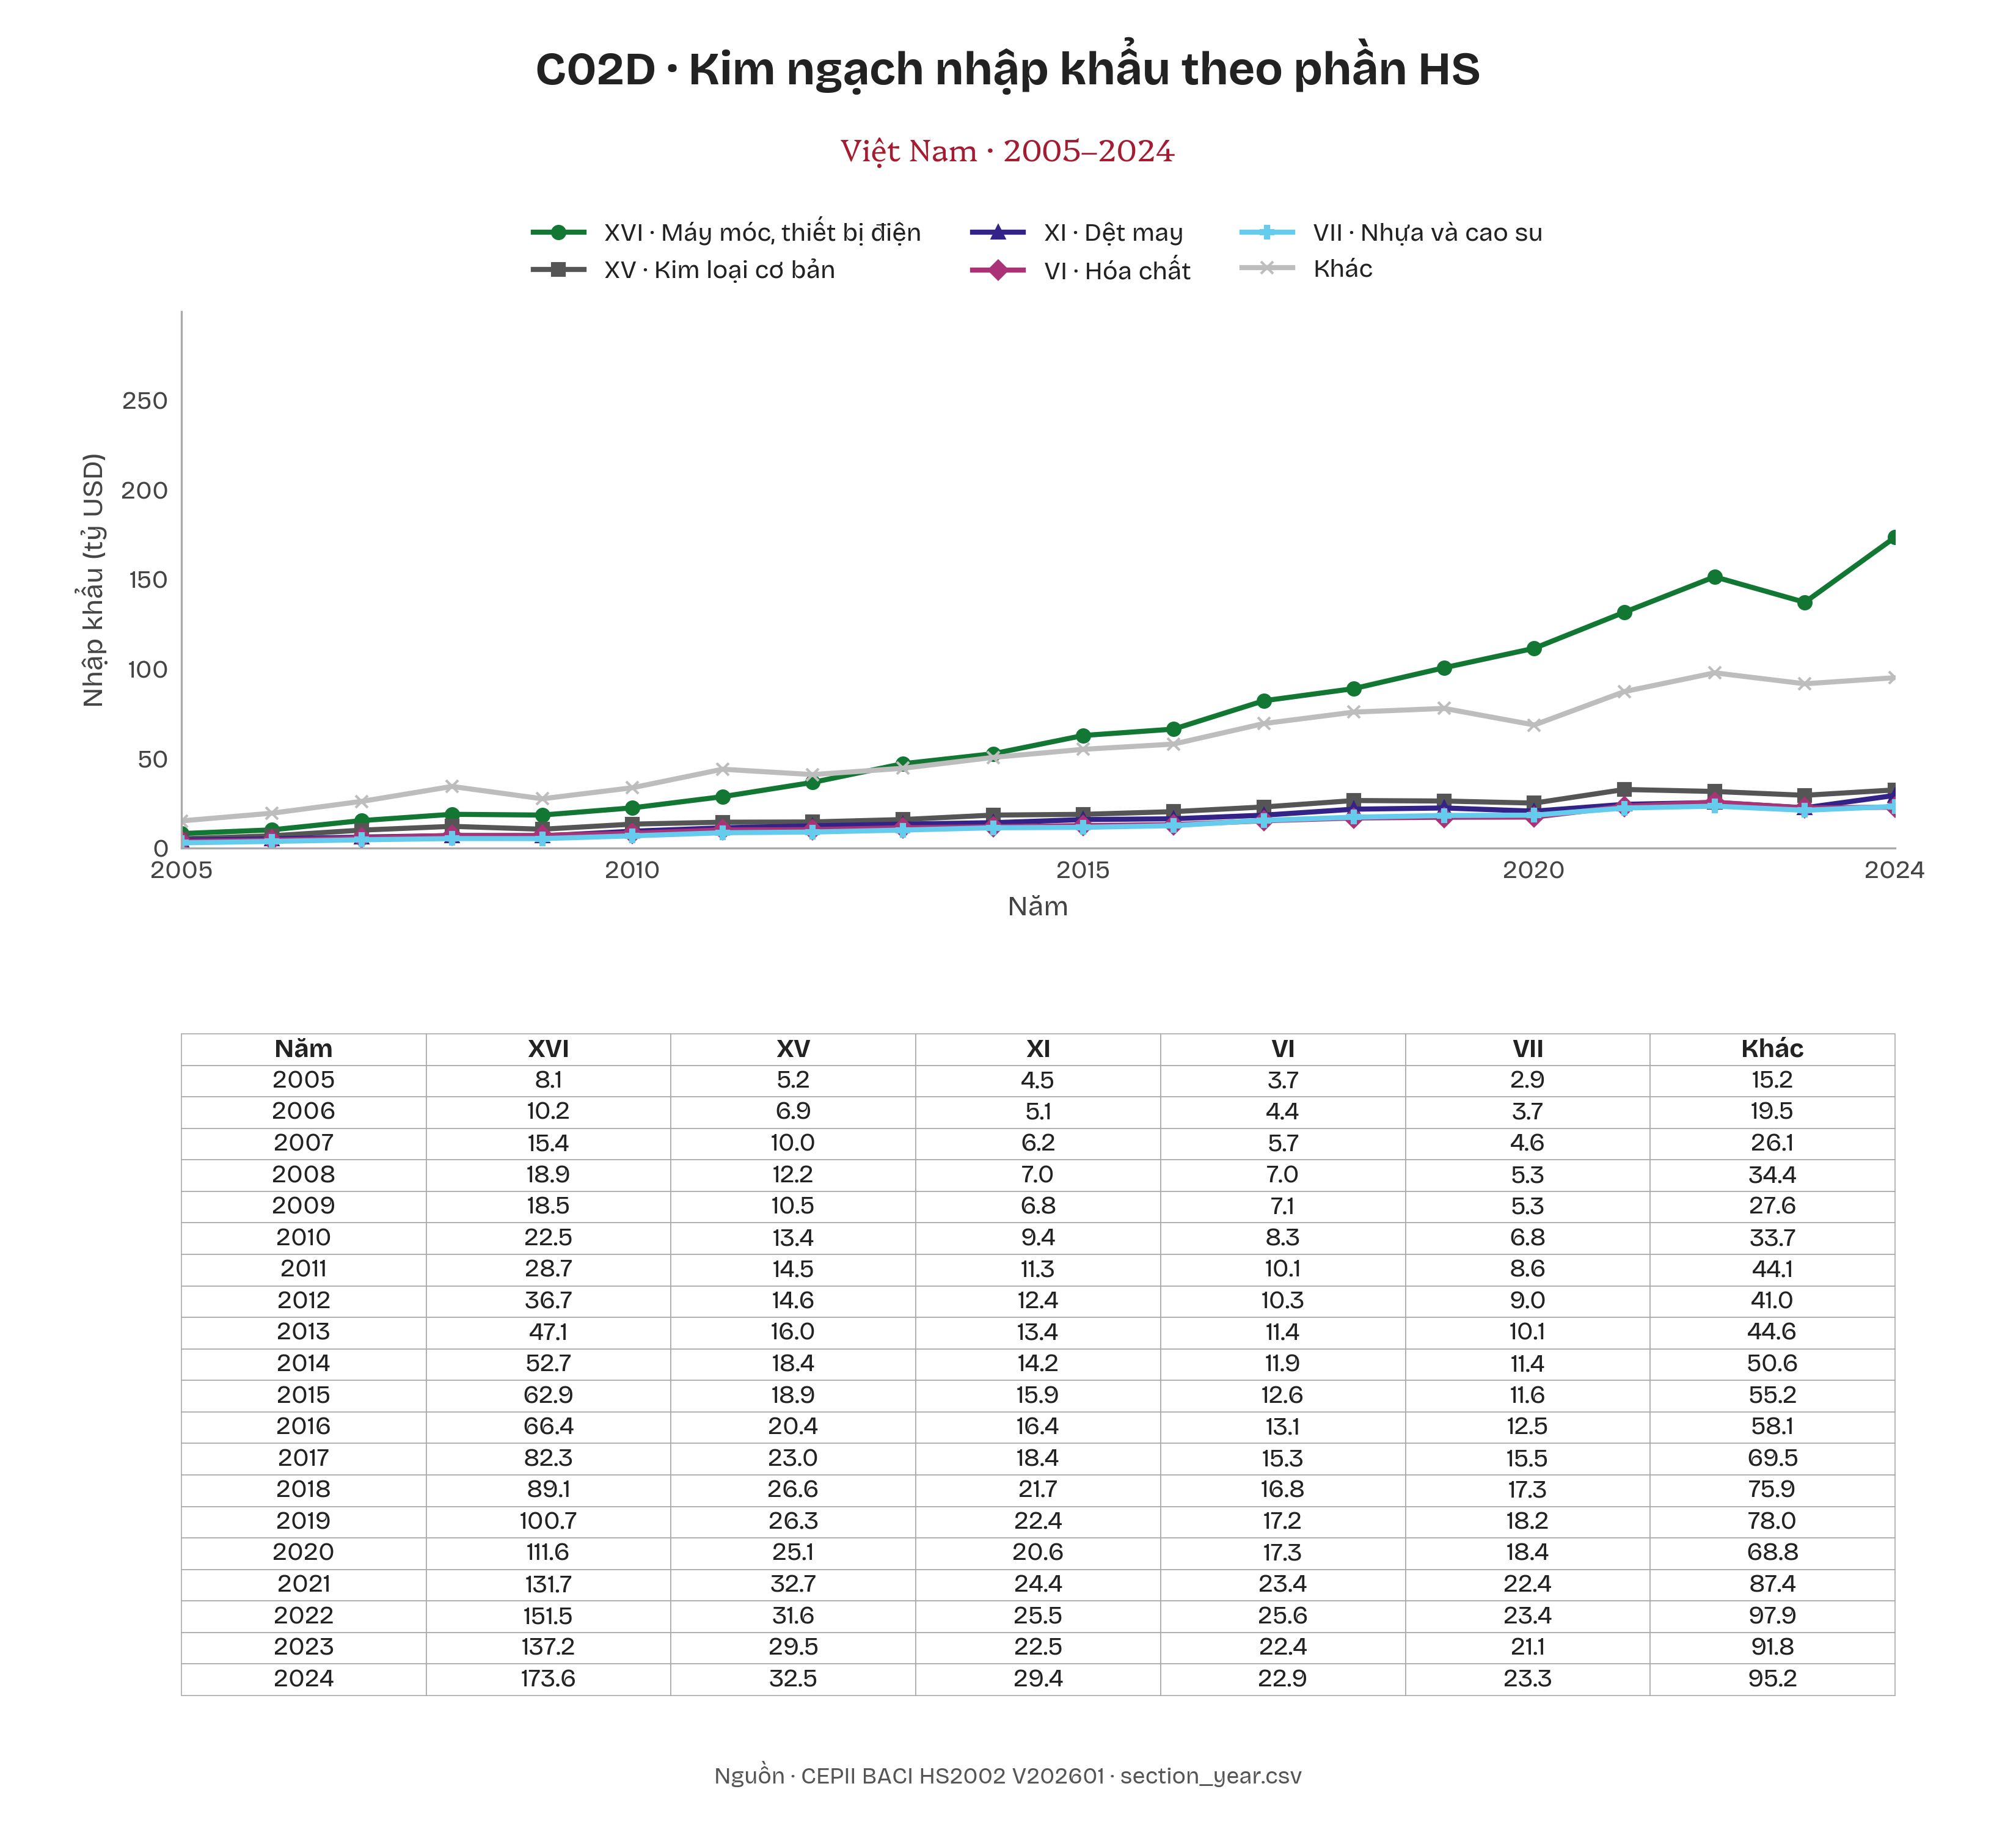 C02D · Kim ngạch nhập khẩu theo phần HS
Việt Nam · 2005–2024
XVI · Máy móc, thiết bị điện XI · Dệt may VII · Nhựa và cao su
XV · Kim loại cơ bản VI · Hóa chất Khác
Nhập khẩu (tỷ USD)
250
200
150
100
50
0
2005 2010 2015 2020 2024
Năm
Năm XVI XV XI VI VII Khác
2005 8.1 5.2 4.5 3.7 2.9 15.2
2006 10.2 6.9 5.1 4.4 3.7 19.5
2007 15.4 10.0 6.2 5.7 4.6 26.1
2008 18.9 12.2 7.0 7.0 5.3 34.4
2009 18.5 10.5 6.8 7.1 5.3 27.6
2010 22.5 13.4 9.4 8.3 6.8 33.7
2011 28.7 14.5 11.3 10.1 8.6 44.1
2012 36.7 14.6 12.4 10.3 9.0 41.0
2013 47.1 16.0 13.4 11.4 10.1 44.6
2014 52.7 18.4 14.2 11.9 11.4 50.6
2015 62.9 18.9 15.9 12.6 11.6 55.2
2016 66.4 20.4 16.4 13.1 12.5 58.1
2017 82.3 23.0 18.4 15.3 15.5 69.5
2018 89.1 26.6 21.7 16.8 17.3 75.9
2019 100.7 26.3 22.4 17.2 18.2 78.0
2020 111.6 25.1 20.6 17.3 18.4 68.8
2021 131.7 32.7 24.4 23.4 22.4 87.4
2022 151.5 31.6 25.5 25.6 23.4 97.9
2023 137.2 29.5 22.5 22.4 21.1 91.8
2024 173.6 32.5 29.4 22.9 23.3 95.2
Nguồn · CEPII BACI HS2002 V202601 · section_year.csv